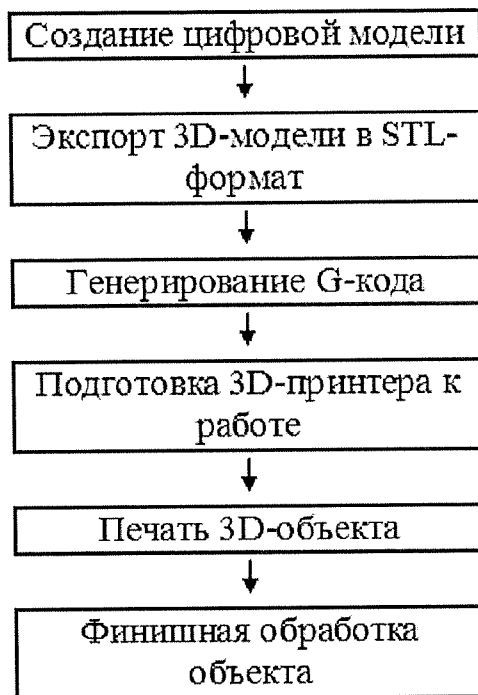 Создание цифровой модели
Экспорт 3D-модели в STL-
формат
Генерирование G-кода
Подготовка 3D-принтера к
работе
Печать 3D-объекта
Финишная обработка
объекта